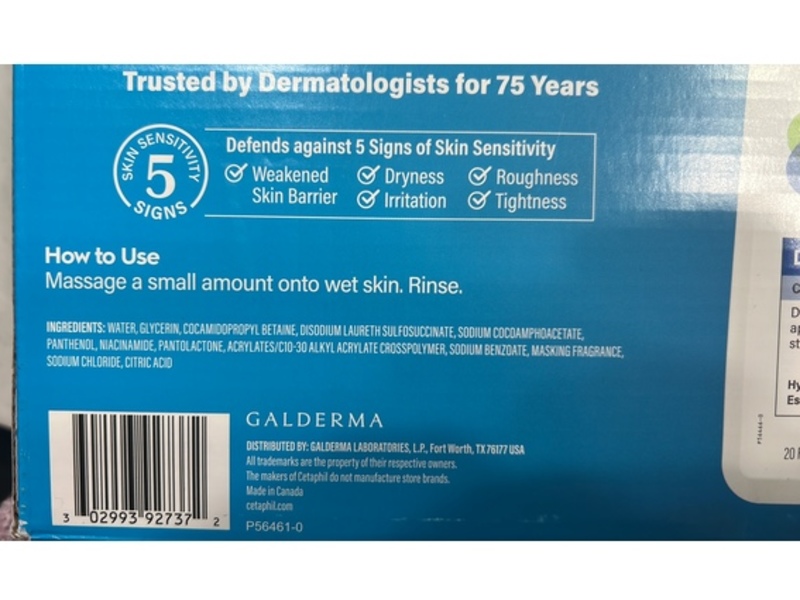 Trusted by Dermatologists for 75 Years
SKIN SENSITIVITY
5
SIGNS
Defends against 5 Signs of Skin Sensitivity
Weakened Skin Barrier
Dryness
Irritation
Roughness
Tightness
How to Use
Massage a small amount onto wet skin. Rinse.
INGREDIENTS: WATER, GLYCERIN, COCAMIDOPROPYL BETAINE, DISODIUM LAURETH SULFOSUCCINATE, SODIUM COCOAMPHOACETATE,
PANTHENOL, NIACINAMIDE, PANTOLACTONE, ACRYLATES/C10-30 ALKYL ACRYLATE CROSSPOLYMER, SODIUM BENZOATE, MASKING FRAGRANCE,
SODIUM CHLORIDE, CITRIC ACID
GALDERMA
DISTRIBUTED BY: GALDERMA LABORATORIES, L.P., Fort Worth, TX 76177 USA
All trademarks are the property of their respective owners.
The makers of Cetaphil do not manufacture store brands.
Made in Canada
cetaphil.com
P56461-0
3 02993 92737 2
Hy
Es
20